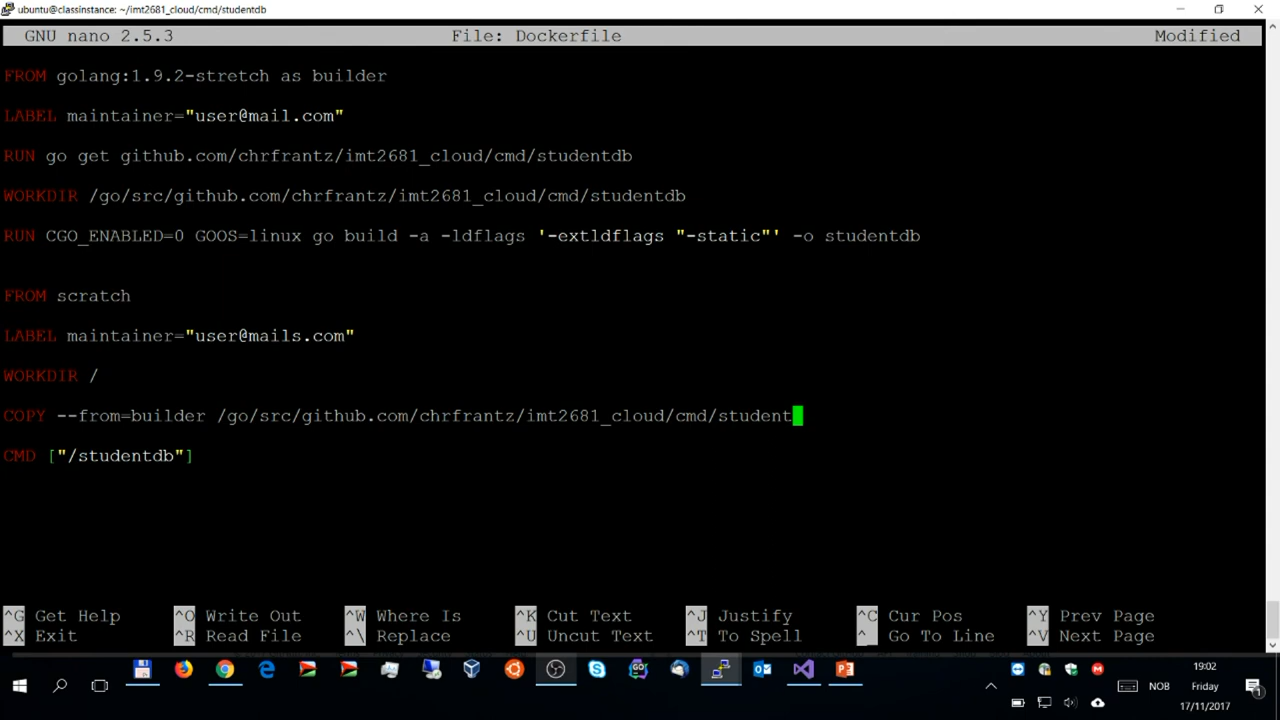 ubuntu@classinstance: ~/imt2681_cloud/cmd/studentdb
GNU nano 2.5.3 File: Dockerfile Modified
FROM golang:1.9.2-stretch as builder
LABEL maintainer="user@mail.com"
RUN go get github.com/chrfrantz/imt2681_cloud/cmd/studentdb
WORKDIR /go/src/github.com/chrfrantz/imt2681_cloud/cmd/studentdb
RUN CGO_ENABLED=0 GOOS=linux go build -a -ldflags '-extldflags "-static"' -o studentdb
FROM scratch
LABEL maintainer="user@mails.com"
WORKDIR /
COPY --from=builder /go/src/github.com/chrfrantz/imt2681_cloud/cmd/student
CMD ["/studentdb"]
^G Get Help ^O Write Out ^W Where Is ^K Cut Text ^J Justify ^C Cur Pos ^Y Prev Page
^X Exit ^R Read File ^\ Replace ^U Uncut Text ^T To Spell ^_ Go To Line ^V Next Page
19:02
NOB Friday
17/11/2017